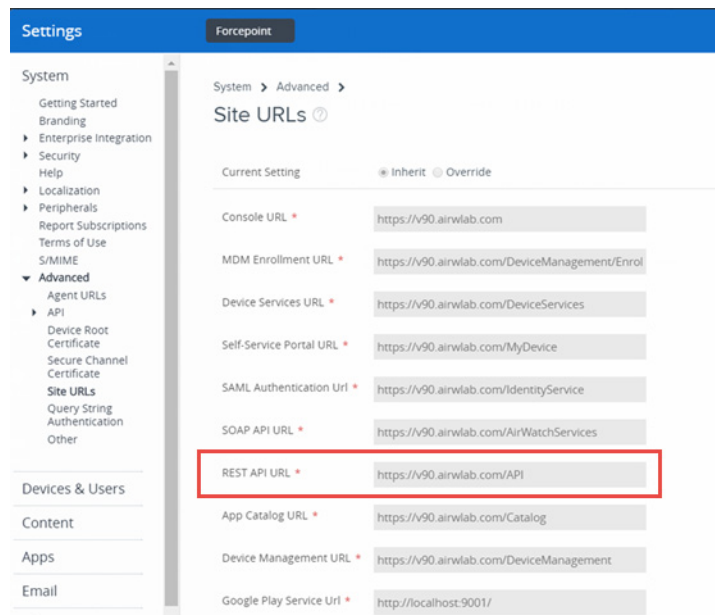 Settings
Forcepoint
System
Getting Started
Branding
Enterprise Integration
Security
Help
Localization
Peripherals
Report Subscriptions
Terms of Use
S/MIME
Advanced
Agent URLs
API
Device Root
Certificate
Secure Channel
Certificate
Site URLs
Query String
Authentication
Other
Devices & Users
Content
Apps
Email
System > Advanced >
Site URLs ?
Current Setting Inherit Override
Console URL * https://v90.airwlab.com
MDM Enrollment URL * https://v90.airwlab.com/DeviceManagement/Enrol
Device Services URL * https://v90.airwlab.com/DeviceServices
Self-Service Portal URL * https://v90.airwlab.com/MyDevice
SAML Authentication Url * https://v90.airwlab.com/IdentityService
SOAP API URL * https://v90.airwlab.com/AirWatchServices
REST API URL * https://v90.airwlab.com/API
App Catalog URL * https://v90.airwlab.com/Catalog
Device Management URL * https://v90.airwlab.com/DeviceManagement
Google Play Service Url * http://localhost:9001/